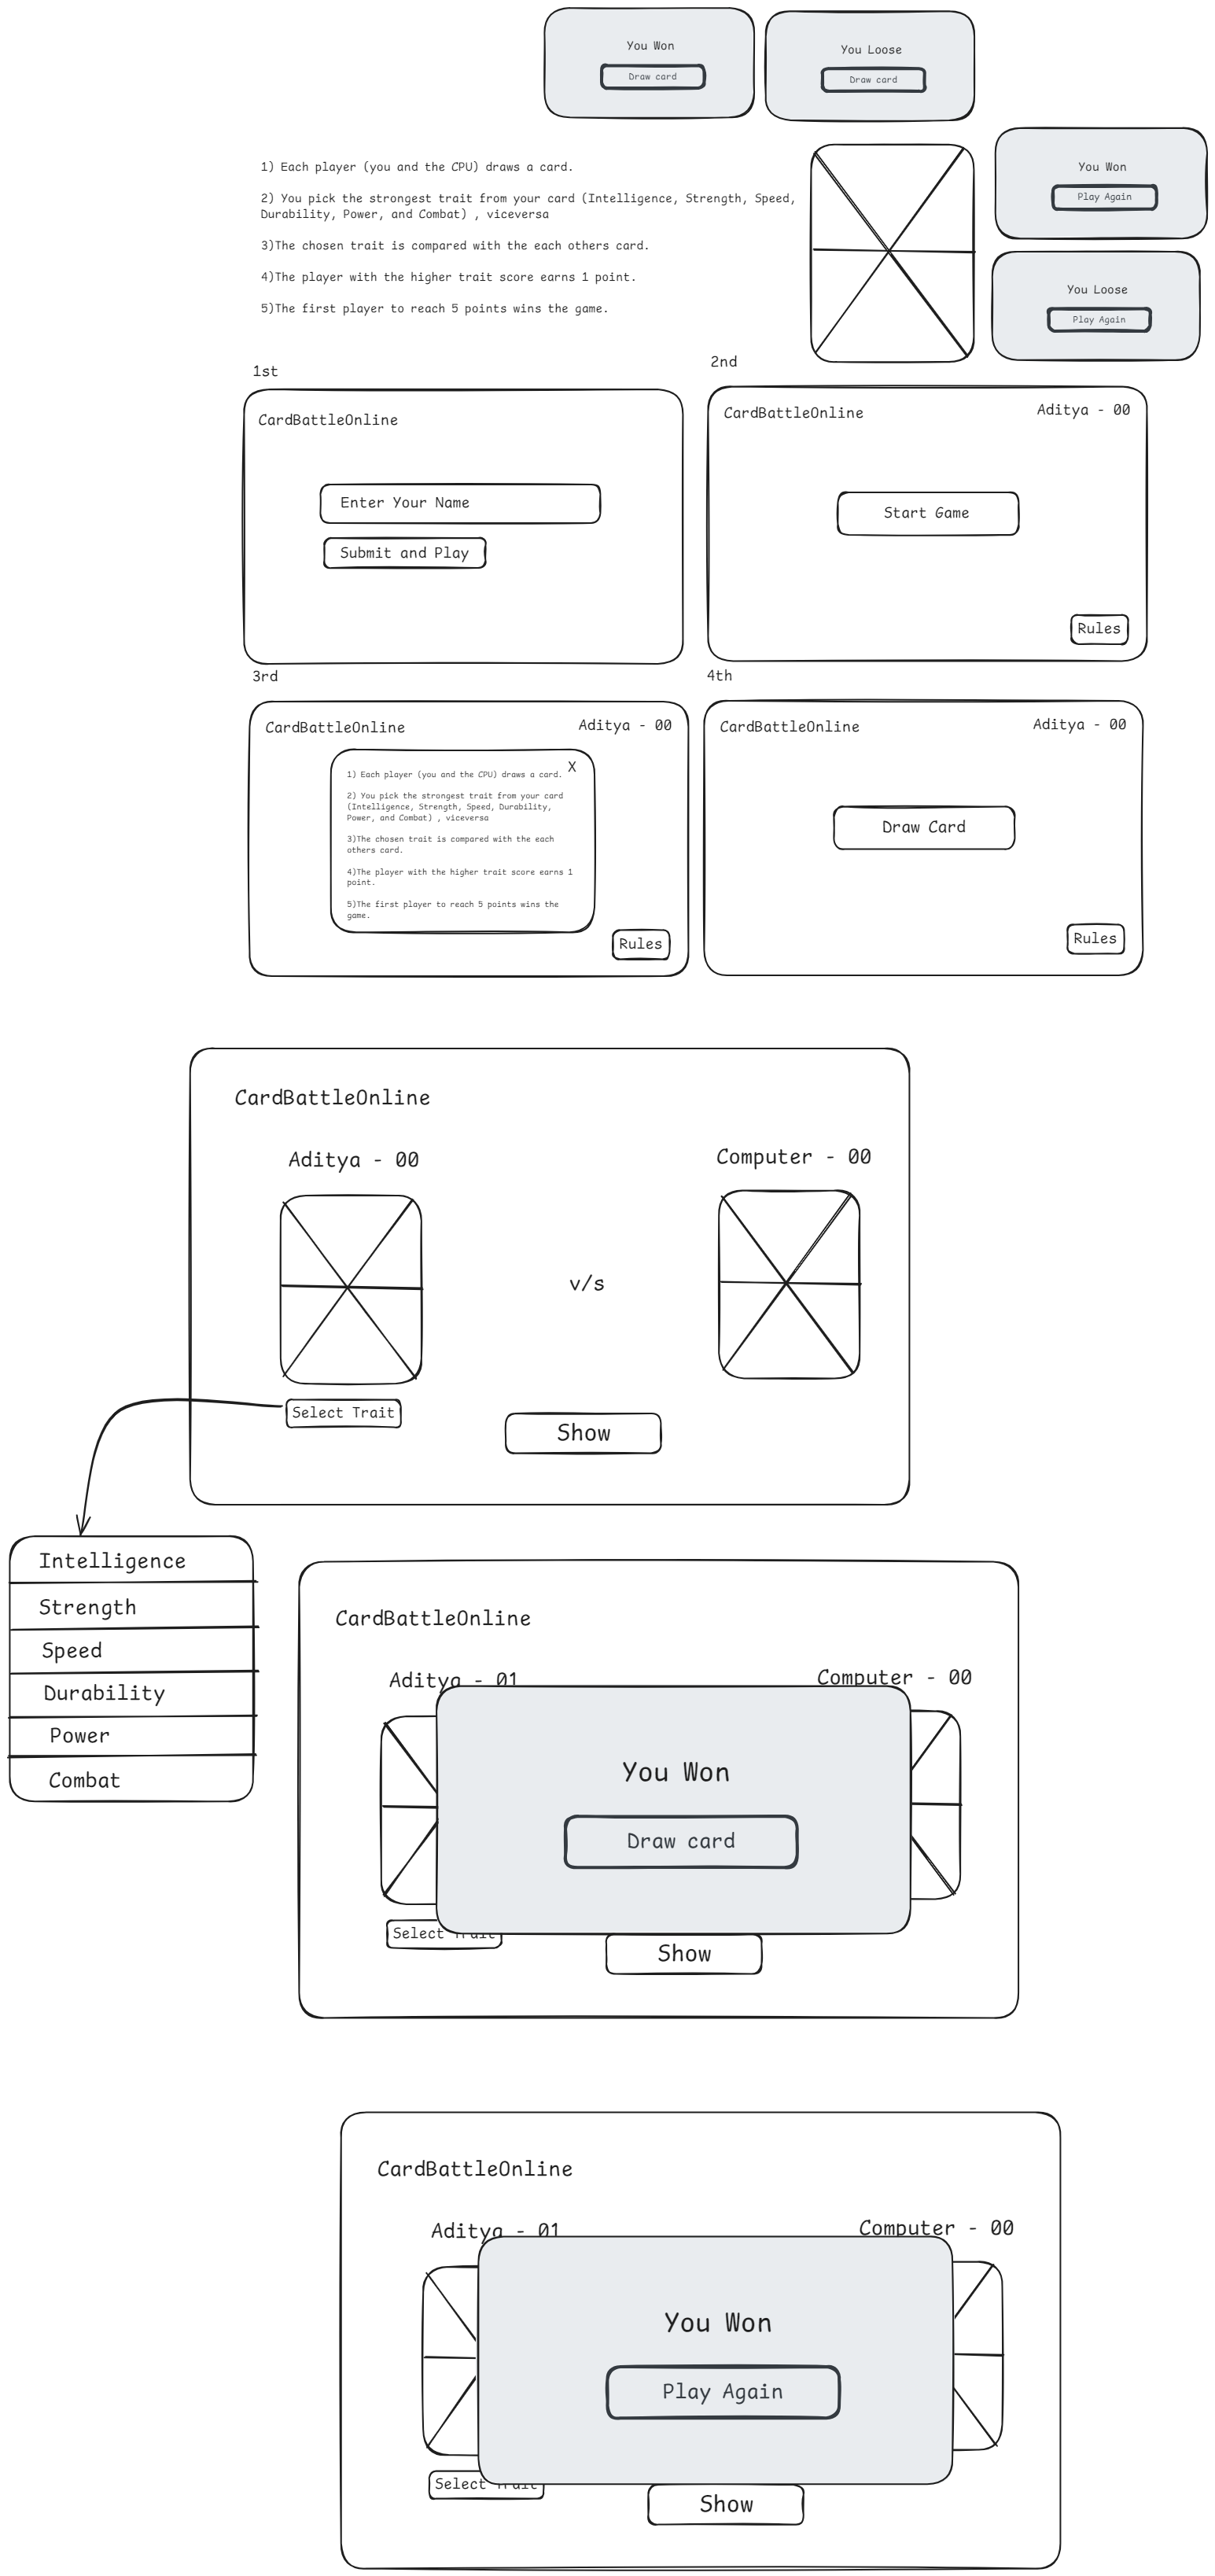 You Won
Draw card
You Loose
Draw card
You Won
Play Again
You Loose
Play Again
1) Each player (you and the CPU) draws a card.
2) You pick the strongest trait from your card (Intelligence, Strength, Speed,
Durability, Power, and Combat) , viceversa
3)The chosen trait is compared with the each others card.
4)The player with the higher trait score earns 1 point.
5)The first player to reach 5 points wins the game.
1st
CardBattleOnline
Enter Your Name
Submit and Play
2nd
CardBattleOnline
Aditya - 00
Start Game
Rules
3rd
CardBattleOnline
Aditya - 00
X
1) Each player (you and the CPU) draws a card.
2) You pick the strongest trait from your card
(Intelligence, Strength, Speed, Durability,
Power, and Combat) , viceversa
3)The chosen trait is compared with the each
others card.
4)The player with the higher trait score earns 1
point.
5)The first player to reach 5 points wins the
game.
Rules
4th
CardBattleOnline
Aditya - 00
Draw Card
Rules
CardBattleOnline
Aditya - 00
Computer - 00
v/s
Select Trait
Show
Intelligence
Strength
Speed
Durability
Power
Combat
CardBattleOnline
Aditya - 01
Computer - 00
You Won
Draw card
Select Trait
Show
CardBattleOnline
Aditya - 01
Computer - 00
You Won
Play Again
Select Trait
Show